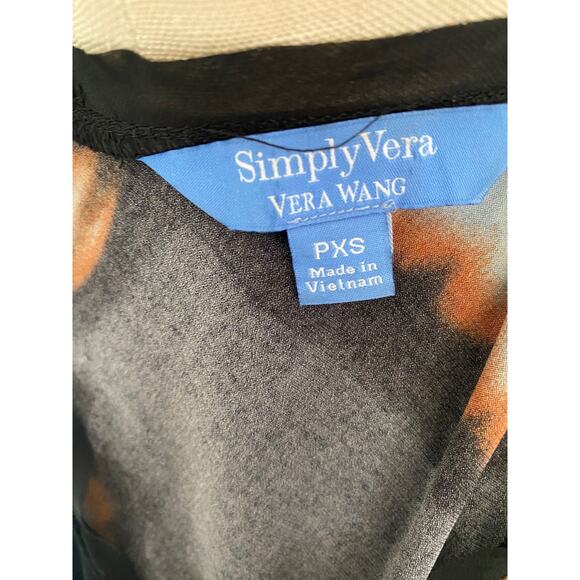 Simply Vera
VERA WANG
PXS
Made in
Vietnam